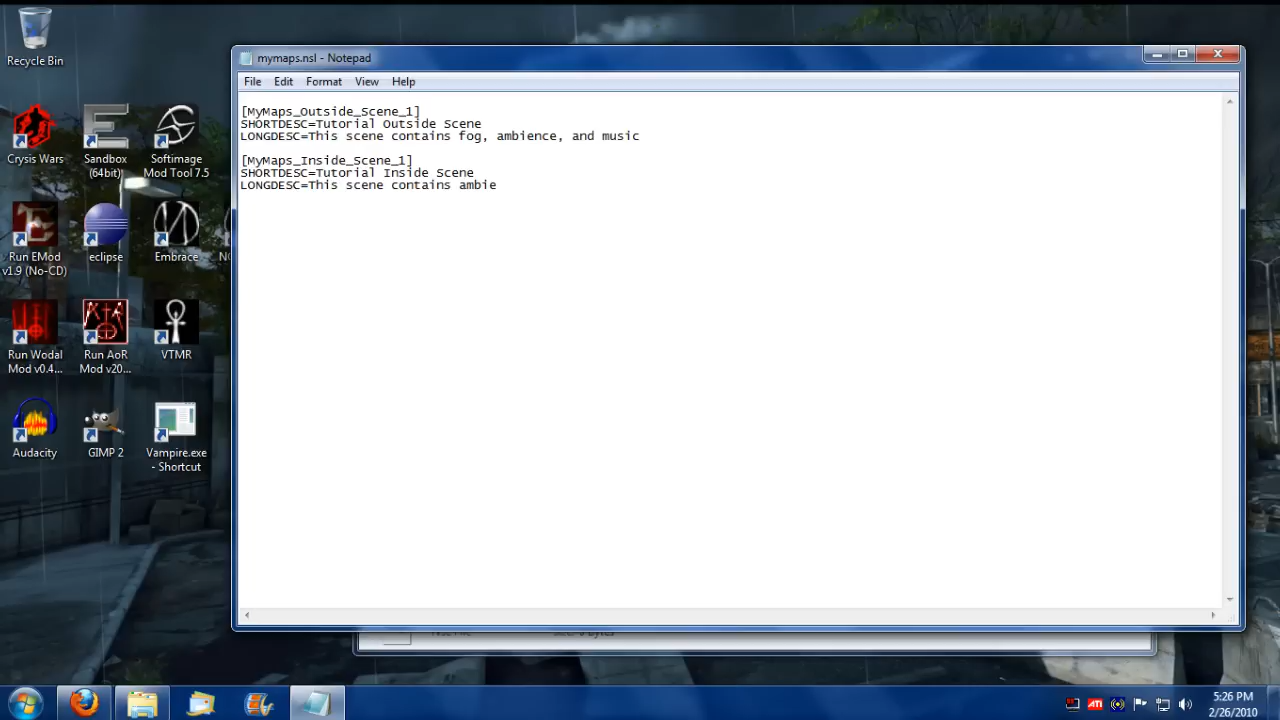 Recycle Bin
Crysis Wars
Sandbox
(64bit)
Softimage
Mod Tool 7.5
Run EMod
v1.9 (No-CD)
eclipse
Embrace
Run Wodal
Mod v0.4...
Run AoR
Mod v20...
VTMR
Audacity
GIMP 2
Vampire.exe
- Shortcut
mymaps.nsl - Notepad
File Edit Format View Help
[MyMaps_Outside_Scene_1]
SHORTDESC=Tutorial Outside Scene
LONGDESC=This scene contains fog, ambience, and music
[MyMaps_Inside_Scene_1]
SHORTDESC=Tutorial Inside Scene
LONGDESC=This scene contains ambie
ATI
5:26 PM
2/26/2010